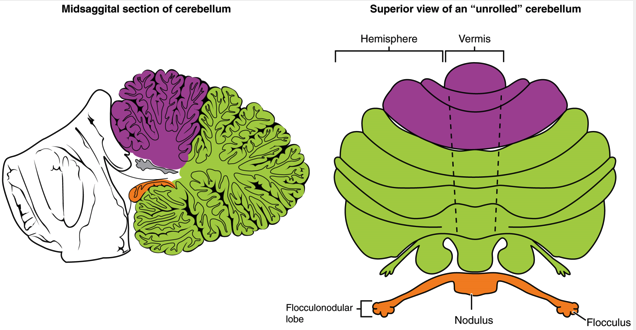 Midsaggital section of cerebellum
Superior view of an “unrolled” cerebellum
Hemisphere
Vermis
Flocculonodular
lobe
Nodulus
Flocculus